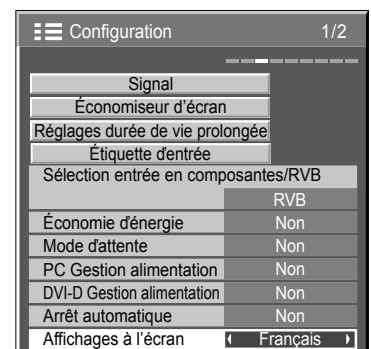 Configuration 1/2
Signal
Économiseur d'écran
Réglages durée de vie prolongée
Étiquette d'entrée
Sélection entrée en composantes/RVB
RVB
Économie d'énergie Non
Mode d'attente Non
PC Gestion alimentation Non
DVI-D Gestion alimentation Non
Arrêt automatique Non
Affichages à l'écran Français